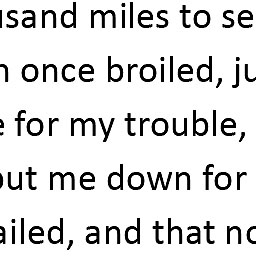 usand miles to se
n once broiled, ju
e for my trouble,
out me down for
ailed, and that no